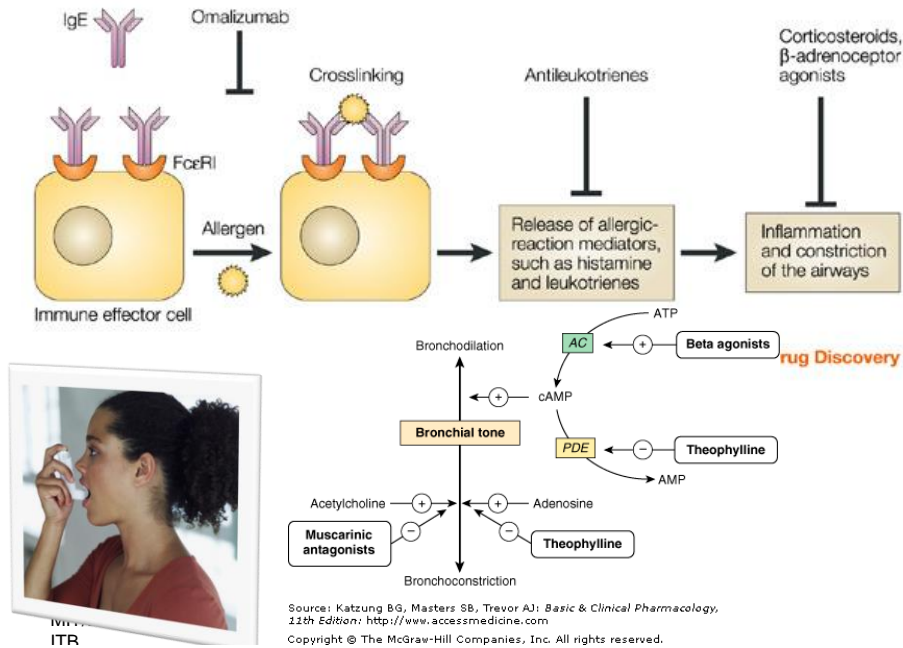 IgE
Omalizumab
Crosslinking
Antileukotrienes
Corticosteroids,
β-adrenoceptor
agonists
FcεRI
Allergen
Immune effector cell
Release of allergic-
reaction mediators,
such as histamine
and leukotrienes
Inflammation
and constriction
of the airways
rug Discovery
Bronchodilation
ATP
AC
+
Beta agonists
+
cAMP
Bronchial tone
PDE
−
Theophylline
AMP
Acetylcholine
+
+
Adenosine
Muscarinic
antagonists
−
−
Theophylline
Bronchoconstriction
Source: Katzung BG, Masters SB, Trevor AJ: Basic & Clinical Pharmacology,
11th Edition: http://www.accessmedicine.com
Copyright © The McGraw-Hill Companies, Inc. All rights reserved.
ITB